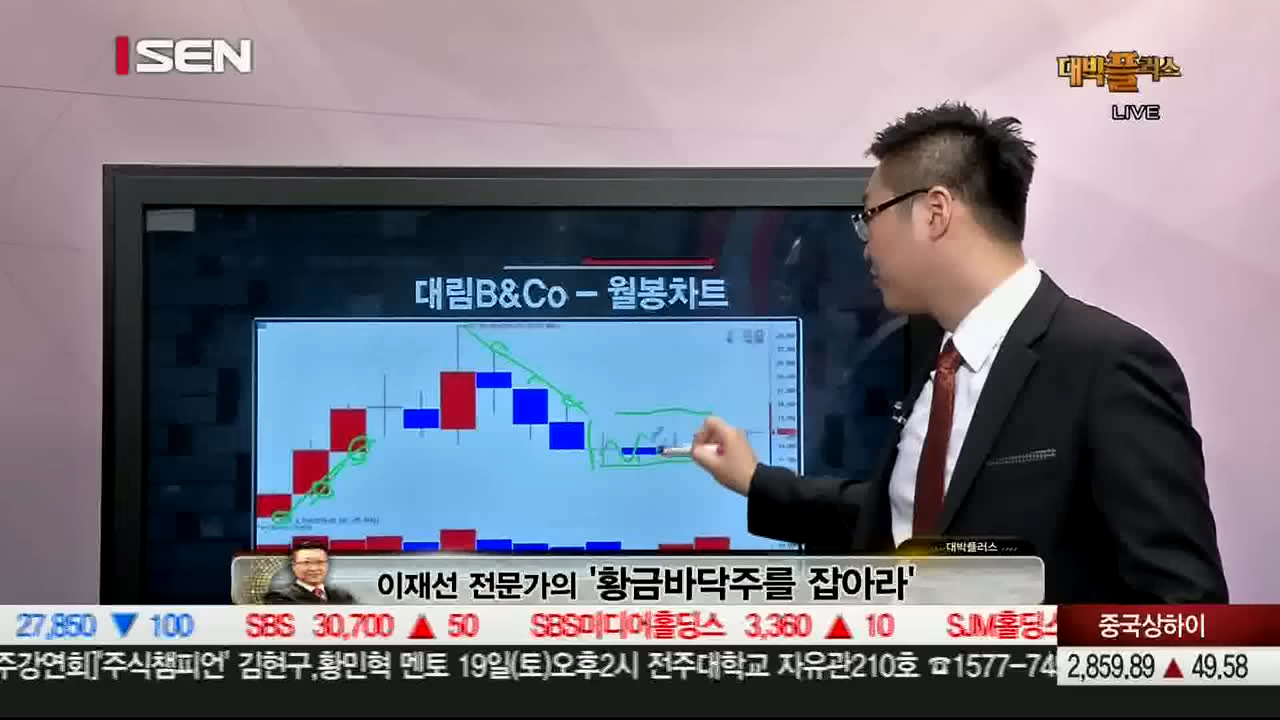 SEN
대박플러스
LIVE
대림B&Co - 월봉차트
대박플러스
이재선 전문가의 '황금바닥주를 잡아라'
27,850 ▼ 100 SBS 30,700 ▲ 50 SBS미디어홀딩스 3,360 ▲ 10 SJM홀딩스
중국상하이
주강연회]'주식챔피언' 김현구,황민혁 멘토 19일(토)오후2시 전주대학교 자유관210호 ☎1577-74
2,859.89 ▲ 49.58